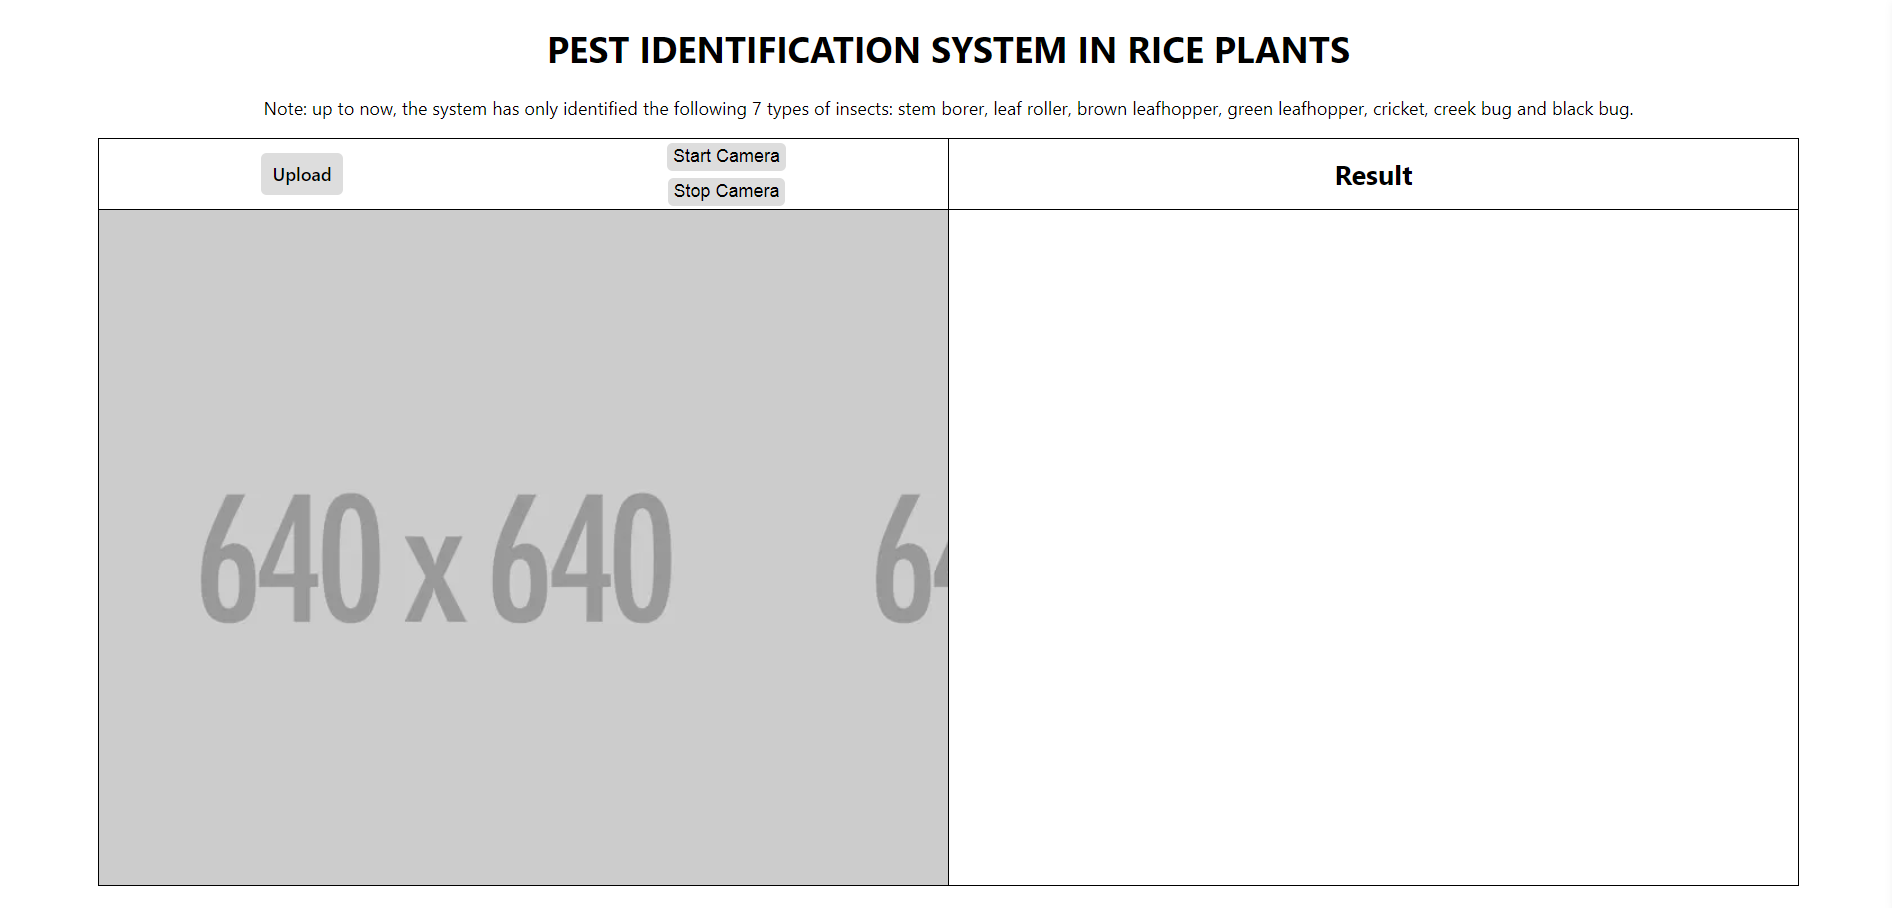 PEST IDENTIFICATION SYSTEM IN RICE PLANTS
Note: up to now, the system has only identified the following 7 types of insects: stem borer, leaf roller, brown leafhopper, green leafhopper, cricket, creek bug and black bug.
Upload
Start Camera
Stop Camera
Result
640 x 640
64